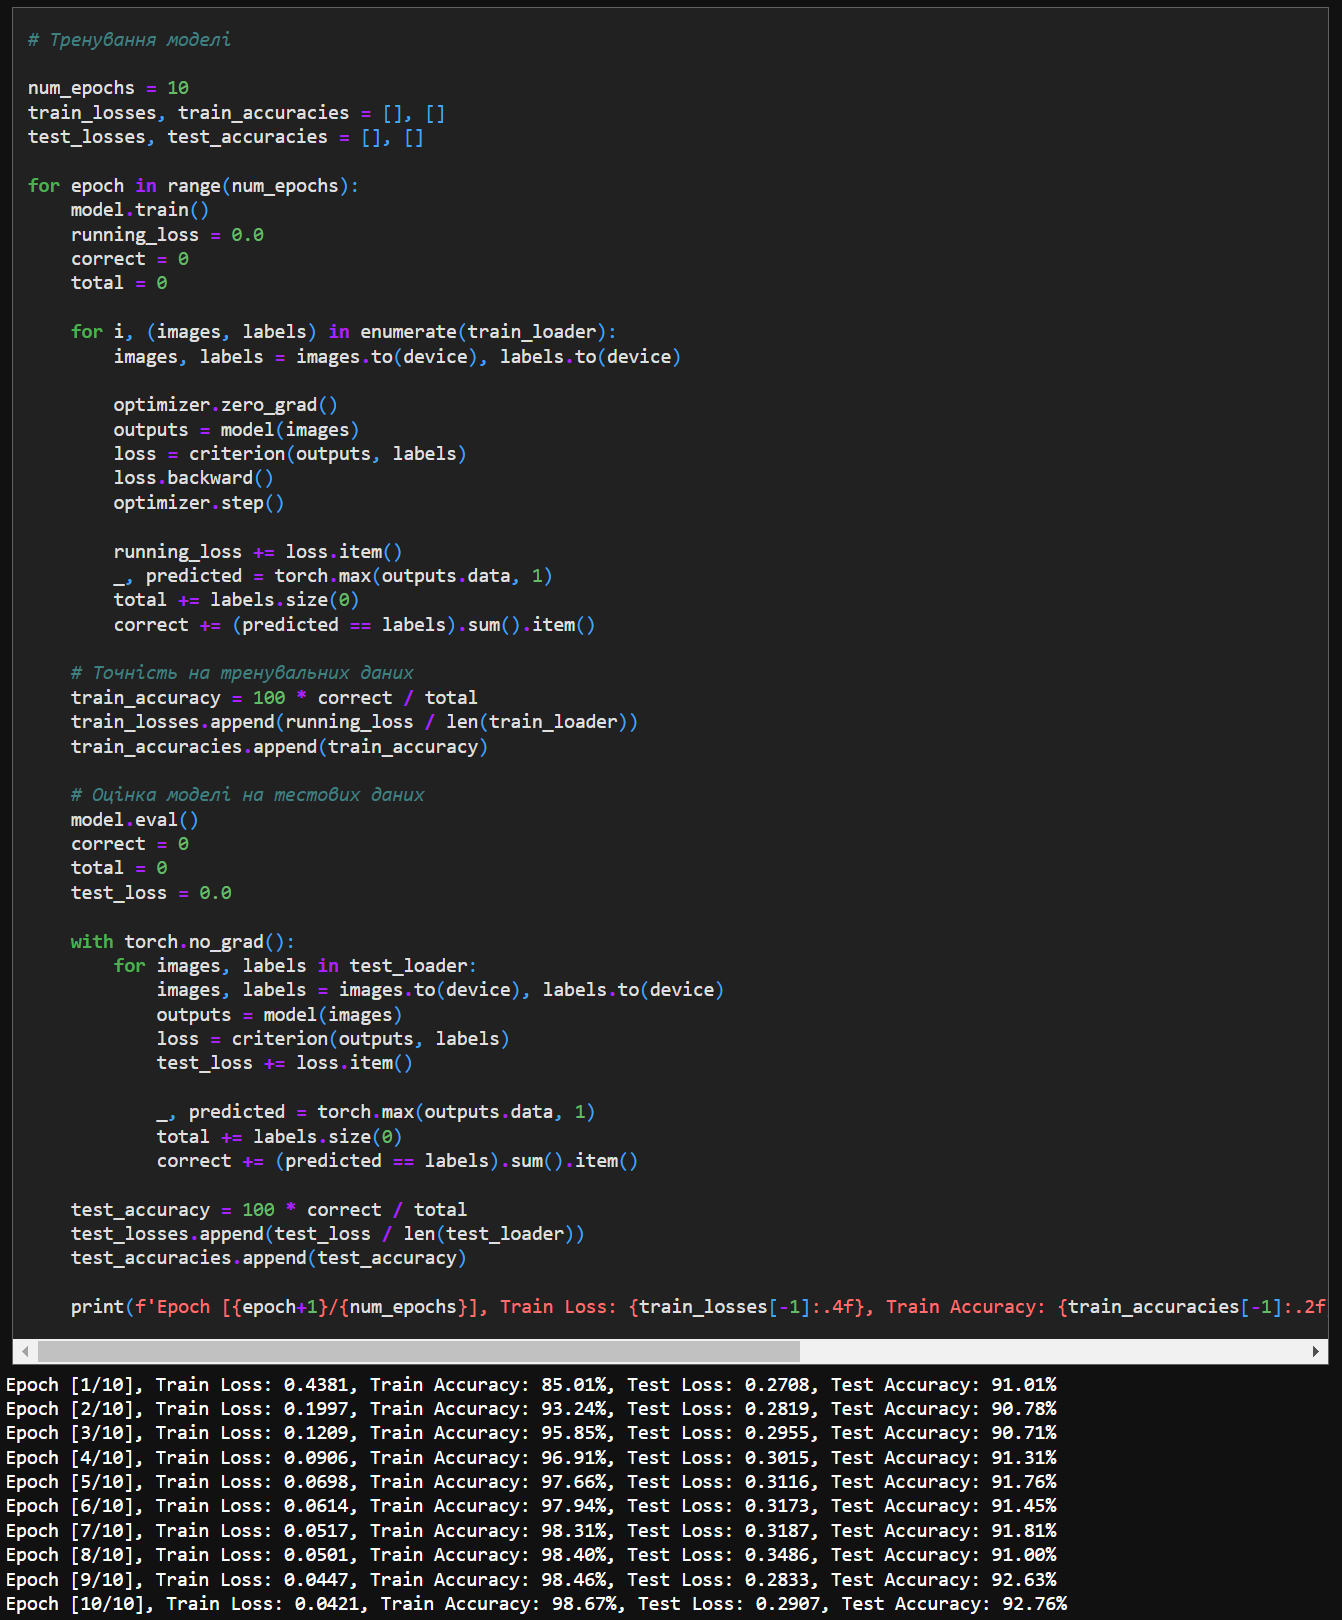 # Тренування моделі
num_epochs = 10
train_losses, train_accuracies = [], []
test_losses, test_accuracies = [], []
for epoch in range(num_epochs):
    model.train()
    running_loss = 0.0
    correct = 0
    total = 0
    for i, (images, labels) in enumerate(train_loader):
        images, labels = images.to(device), labels.to(device)
        optimizer.zero_grad()
        outputs = model(images)
        loss = criterion(outputs, labels)
        loss.backward()
        optimizer.step()
        running_loss += loss.item()
        _, predicted = torch.max(outputs.data, 1)
        total += labels.size(0)
        correct += (predicted == labels).sum().item()
    # Точність на тренувальних даних
    train_accuracy = 100 * correct / total
    train_losses.append(running_loss / len(train_loader))
    train_accuracies.append(train_accuracy)
    # Оцінка моделі на тестових даних
    model.eval()
    correct = 0
    total = 0
    test_loss = 0.0
    with torch.no_grad():
        for images, labels in test_loader:
            images, labels = images.to(device), labels.to(device)
            outputs = model(images)
            loss = criterion(outputs, labels)
            test_loss += loss.item()
            _, predicted = torch.max(outputs.data, 1)
            total += labels.size(0)
            correct += (predicted == labels).sum().item()
    test_accuracy = 100 * correct / total
    test_losses.append(test_loss / len(test_loader))
    test_accuracies.append(test_accuracy)
    print(f'Epoch [{epoch+1}/{num_epochs}], Train Loss: {train_losses[-1]:.4f}, Train Accuracy: {train_accuracies[-1]:.2f
Epoch [1/10], Train Loss: 0.4381, Train Accuracy: 85.01%, Test Loss: 0.2708, Test Accuracy: 91.01%
Epoch [2/10], Train Loss: 0.1997, Train Accuracy: 93.24%, Test Loss: 0.2819, Test Accuracy: 90.78%
Epoch [3/10], Train Loss: 0.1209, Train Accuracy: 95.85%, Test Loss: 0.2955, Test Accuracy: 90.71%
Epoch [4/10], Train Loss: 0.0906, Train Accuracy: 96.91%, Test Loss: 0.3015, Test Accuracy: 91.31%
Epoch [5/10], Train Loss: 0.0698, Train Accuracy: 97.66%, Test Loss: 0.3116, Test Accuracy: 91.76%
Epoch [6/10], Train Loss: 0.0614, Train Accuracy: 97.94%, Test Loss: 0.3173, Test Accuracy: 91.45%
Epoch [7/10], Train Loss: 0.0517, Train Accuracy: 98.31%, Test Loss: 0.3187, Test Accuracy: 91.81%
Epoch [8/10], Train Loss: 0.0501, Train Accuracy: 98.40%, Test Loss: 0.3486, Test Accuracy: 91.00%
Epoch [9/10], Train Loss: 0.0447, Train Accuracy: 98.46%, Test Loss: 0.2833, Test Accuracy: 92.63%
Epoch [10/10], Train Loss: 0.0421, Train Accuracy: 98.67%, Test Loss: 0.2907, Test Accuracy: 92.76%